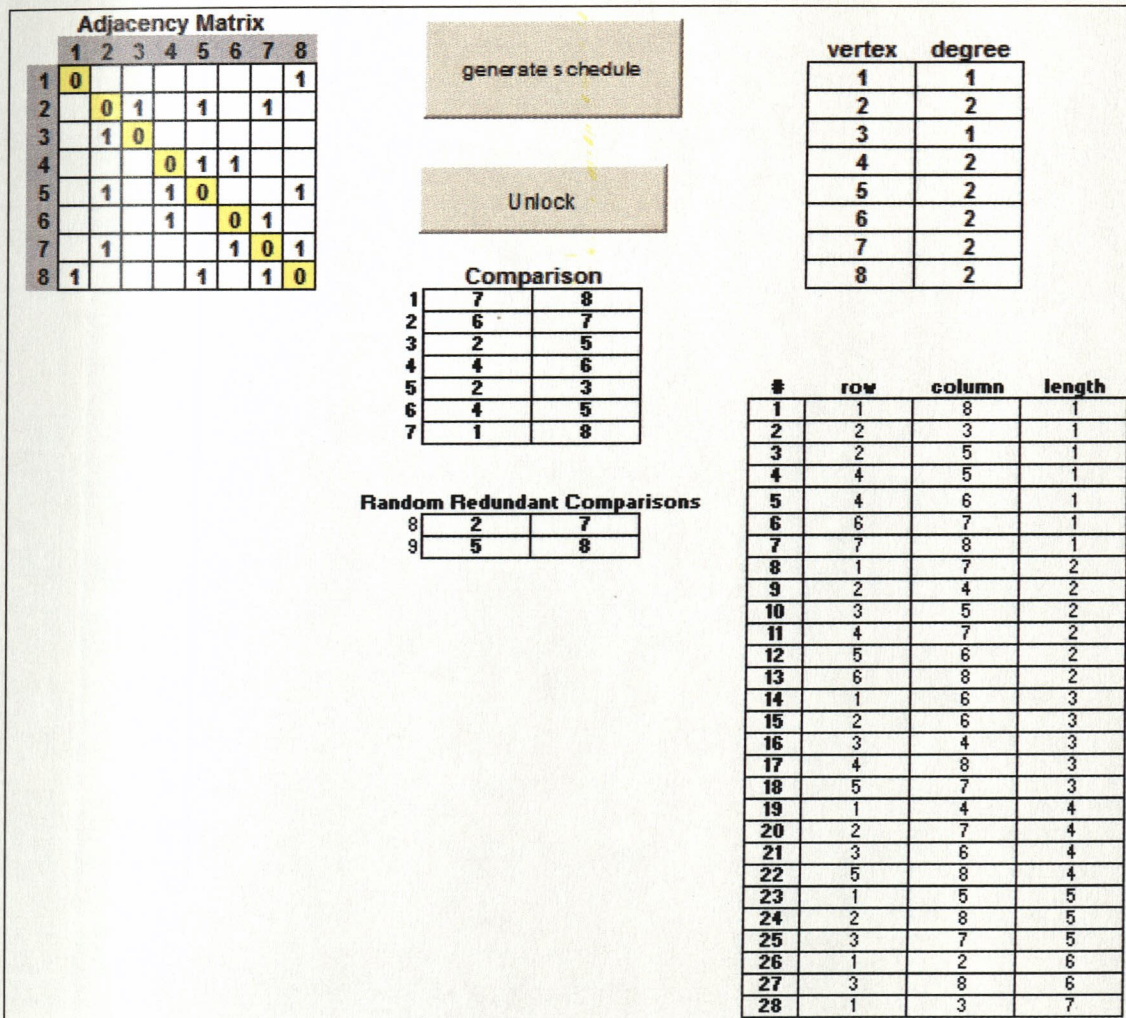 Adjacency Matrix
1 2 3 4 5 6 7 8
1 0 1
2 0 1 1 1
3 1 0
4 0 1 1
5 1 1 0 1
6 1 0 1
7 1 1 0 1
8 1 1 1 0
generate schedule
Unlock
Comparison
1 7 8
2 6 7
3 2 5
4 4 6
5 2 3
6 4 5
7 1 8
Random Redundant Comparisons
8 2 7
9 5 8
vertex degree
1 1
2 2
3 1
4 2
5 2
6 2
7 2
8 2
# row column length
1 1 8 1
2 2 3 1
3 2 5 1
4 4 5 1
5 4 6 1
6 6 7 1
7 7 8 1
8 1 7 2
9 2 4 2
10 3 5 2
11 4 7 2
12 5 6 2
13 6 8 2
14 1 6 3
15 2 6 3
16 3 4 3
17 4 8 3
18 5 7 3
19 1 4 4
20 2 7 4
21 3 6 4
22 5 8 4
23 1 5 5
24 2 8 5
25 3 7 5
26 1 2 6
27 3 8 6
28 1 3 7